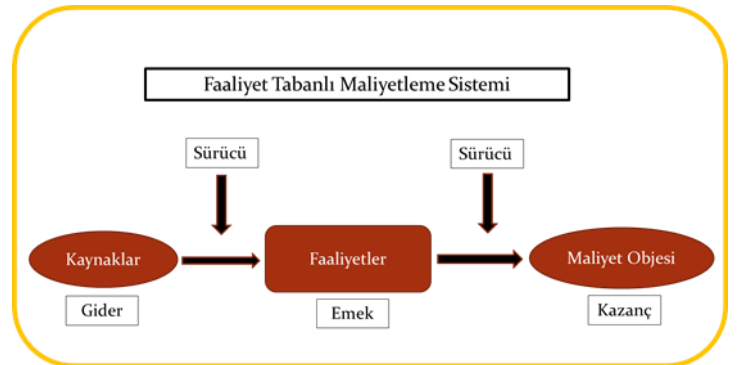 Faaliyet Tabanlı Maliyetleme Sistemi
Sürücü
Sürücü
Kaynaklar
Faaliyetler
Maliyet Objesi
Gider
Emek
Kazanç